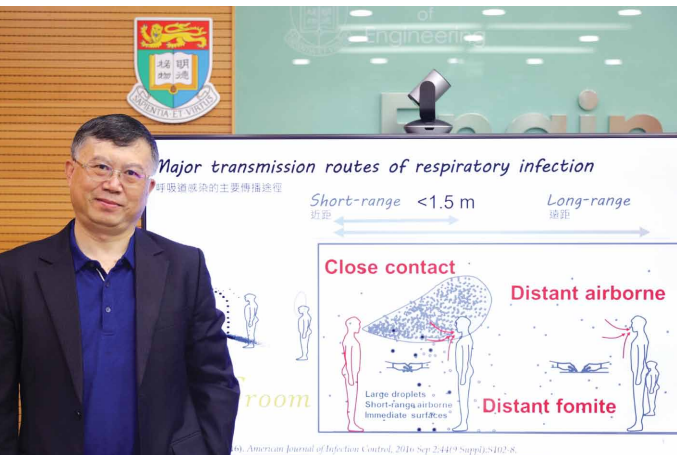 of
Engineering
明德
格物
SAPIENTIA ET VIRTUS
Engin
Major transmission routes of respiratory infection
呼吸道感染的主要傳播途徑
Short-range <1.5 m Long-range
近距 遠距
Close contact
Distant airborne
room
Large droplets
Short-range airborne
Immediate surfaces
Distant fomite
American Journal of Infection Control, 2016 Sep 2;44(9 Suppl):S102-8.